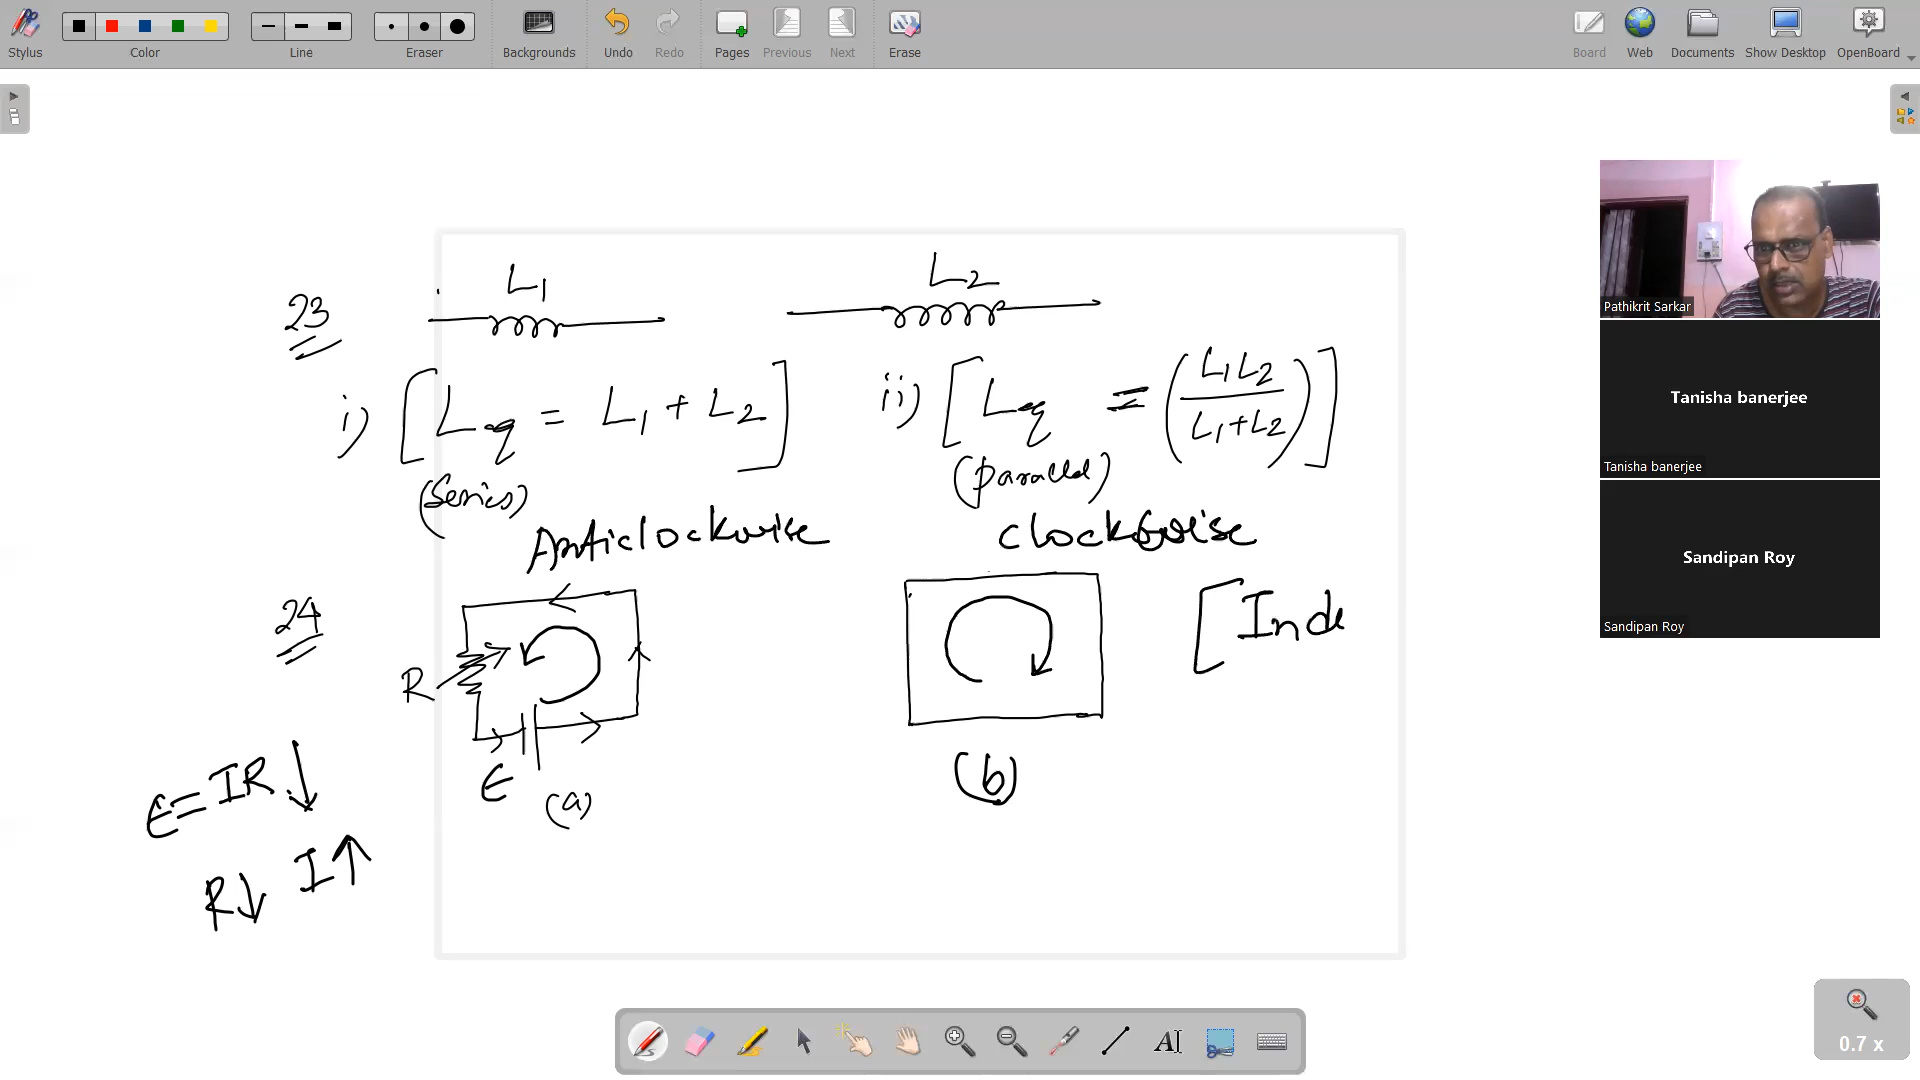 Stylus
Color
Line
Eraser
Backgrounds
Undo
Redo
Pages
Previous
Next
Erase
Board
Web
Documents
Show Desktop
OpenBoard
23
L1
L2
i) [Leq = L1 + L2]
(Series)
ii) [Leq = (L1L2 / L1+L2)]
(parallel)
Anticlockwise
clockwise
24
R
E
(a)
(b)
[Inde
E=IR↓
R↓ I↑
Pathikrit Sarkar
Tanisha banerjee
Tanisha banerjee
Sandipan Roy
Sandipan Roy
0.7 x